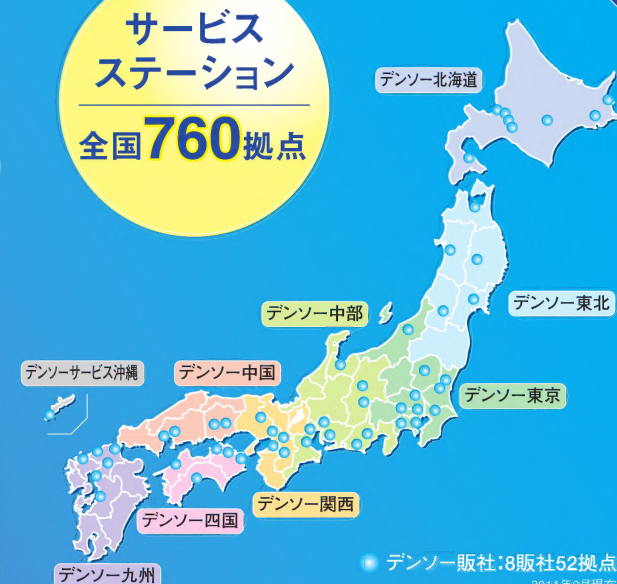 サービス
ステーション
全国760拠点
デンソー北海道
デンソー東北
デンソー中部
デンソーサービス沖縄
デンソー中国
デンソー東京
デンソー関西
デンソー四国
デンソー九州
デンソー販社:8販社52拠点